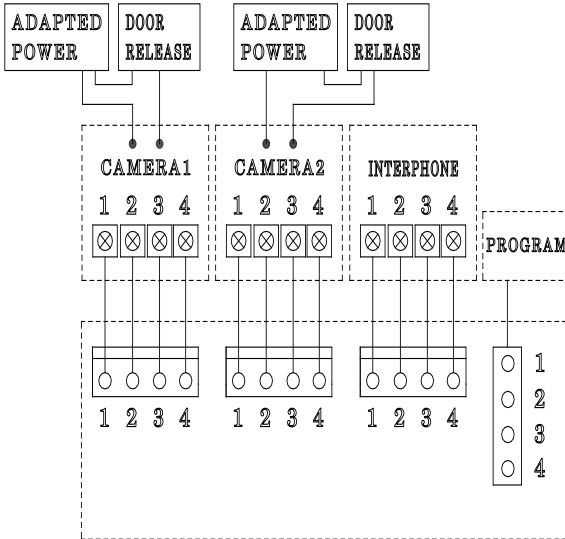 ADAPTED
POWER
DOOR
RELEASE
ADAPTED
POWER
DOOR
RELEASE
CAMERA1
1 2 3 4
CAMERA2
1 2 3 4
INTERPHONE
1 2 3 4
PROGRAM
1 2 3 4
1 2 3 4
1 2 3 4
1
2
3
4